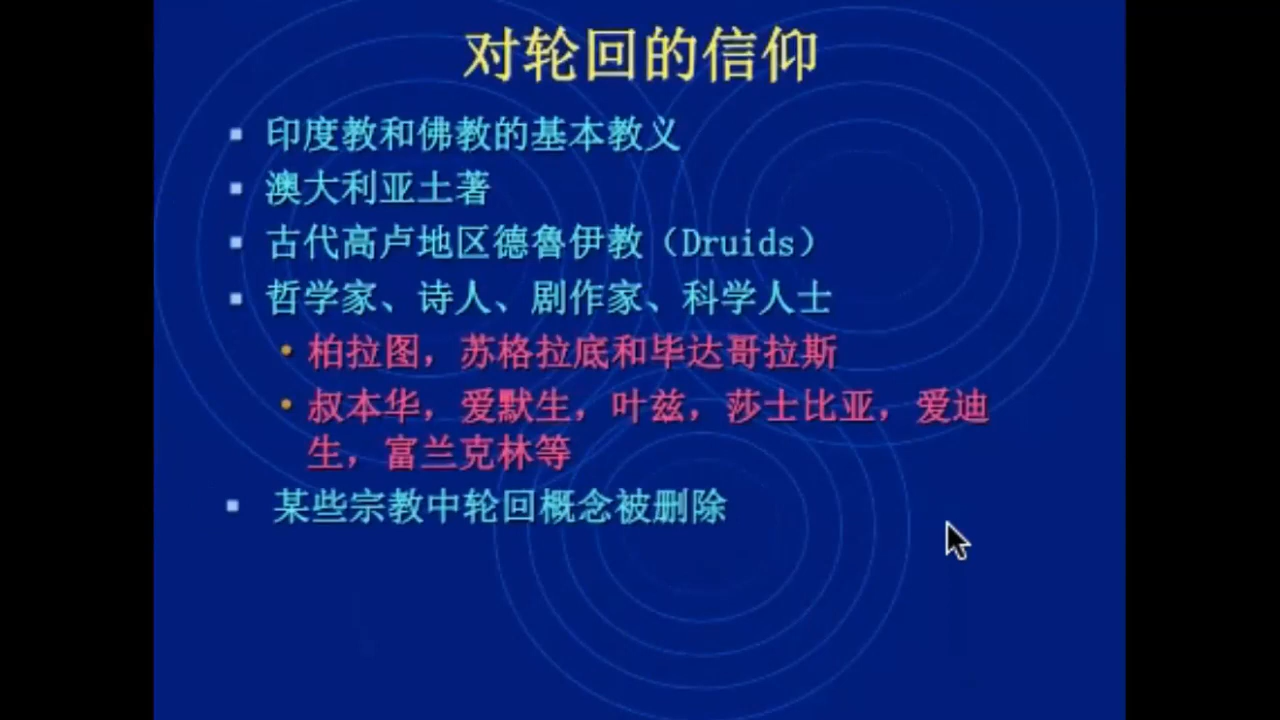 对轮回的信仰
印度教和佛教的基本教义
澳大利亚土著
古代高卢地区德鲁伊教（Druids）
哲学家、诗人、剧作家、科学人士
柏拉图，苏格拉底和毕达哥拉斯
叔本华，爱默生，叶兹，莎士比亚，爱迪
生，富兰克林等
某些宗教中轮回概念被删除